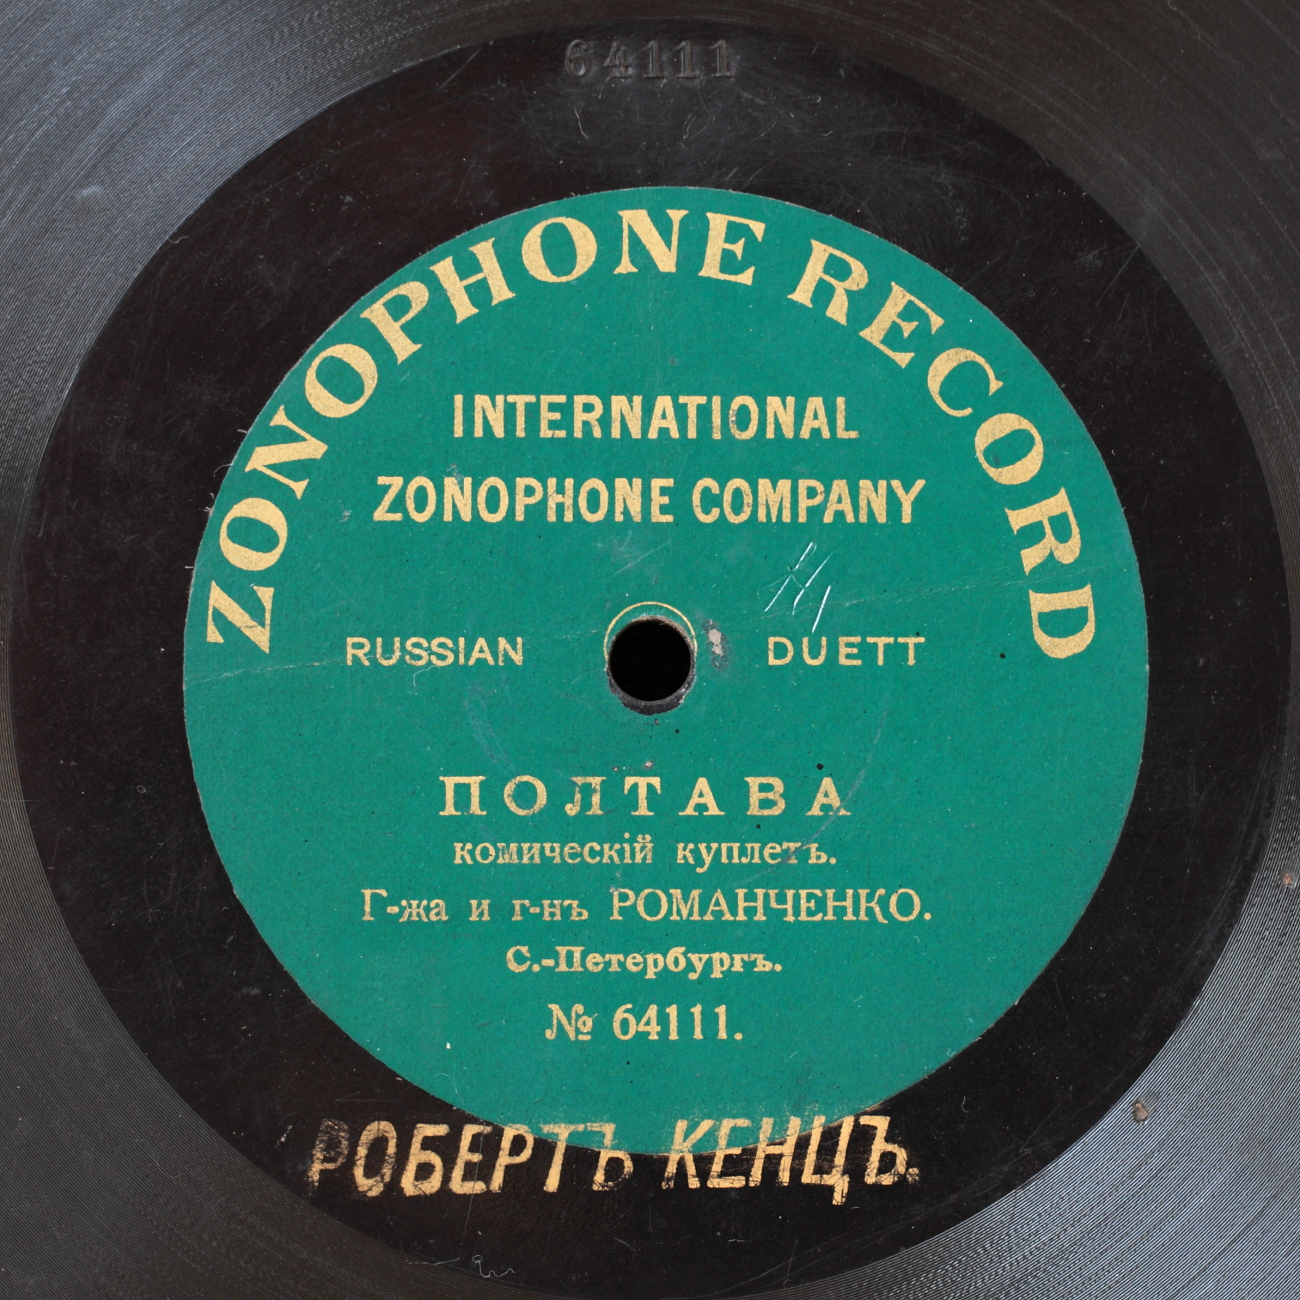 64111
ZONOPHONE RECORD
INTERNATIONAL
ZONOPHONE COMPANY
RUSSIAN DUETT
ПОЛТАВА
комическій куплетъ.
Г-жа и г-нъ РОМАНЧЕНКО.
С.-Петербургъ.
№ 64111.
РОБЕРТЪ КЕНЦЪ.